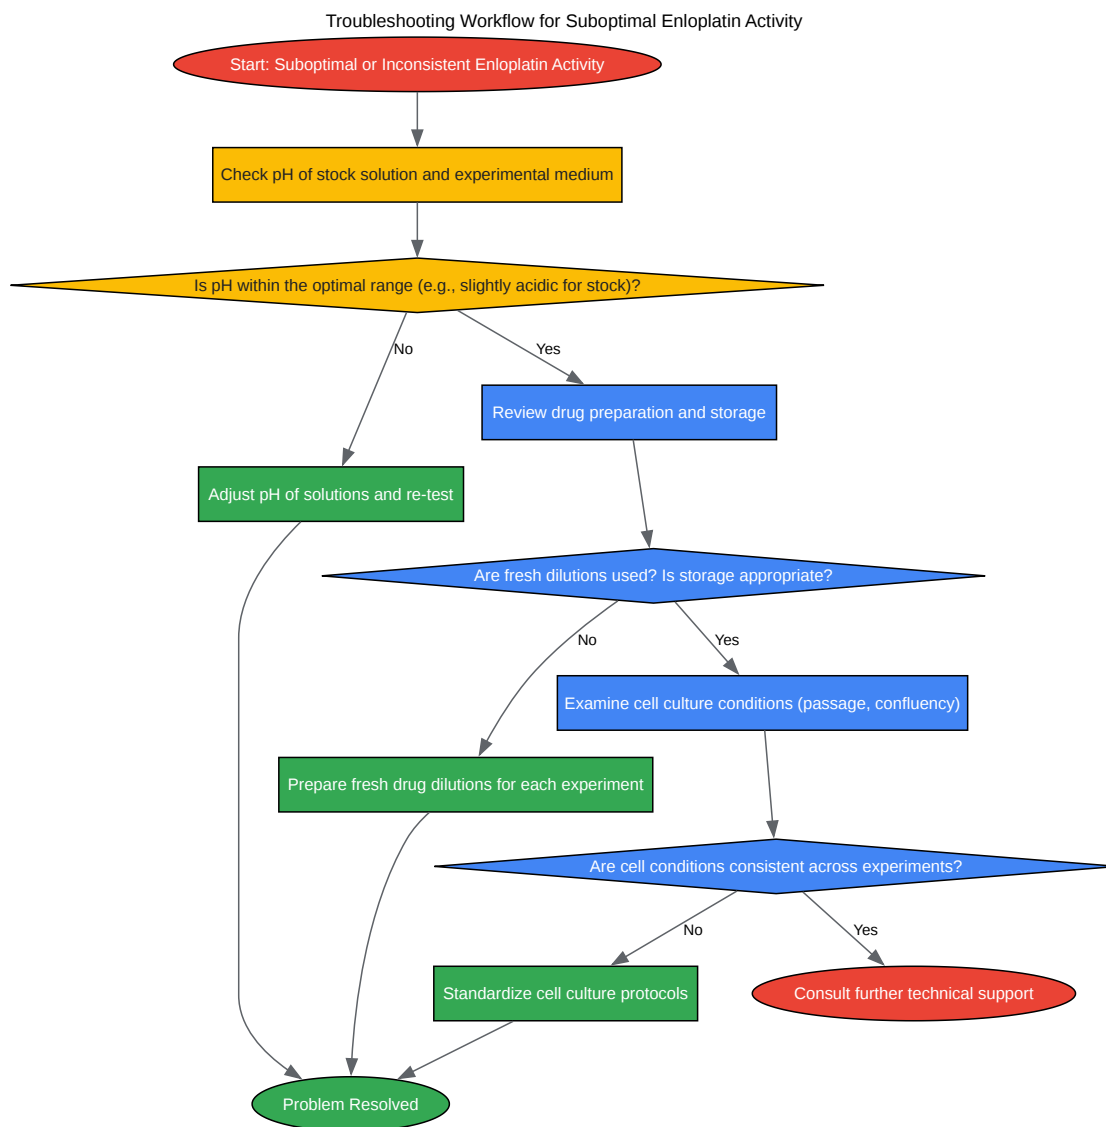 Troubleshooting Workflow for Suboptimal Enloplatin Activity
Start: Suboptimal or Inconsistent Enloplatin Activity
Check pH of stock solution and experimental medium
Is pH within the optimal range (e.g., slightly acidic for stock)?
No
Yes
Review drug preparation and storage
Adjust pH of solutions and re-test
Are fresh dilutions used? Is storage appropriate?
No
Yes
Examine cell culture conditions (passage, confluency)
Prepare fresh drug dilutions for each experiment
Are cell conditions consistent across experiments?
No
Yes
Standardize cell culture protocols
Consult further technical support
Problem Resolved